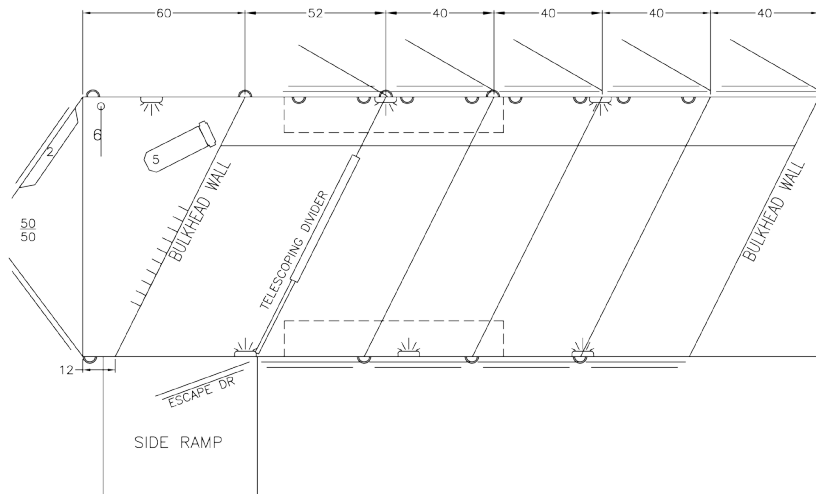 60
52
40
40
40
40
6
2
5
BULKHEAD WALL
50
50
TELESCOPING DIVIDER
BULKHEAD WALL
12
ESCAPE DR
SIDE RAMP